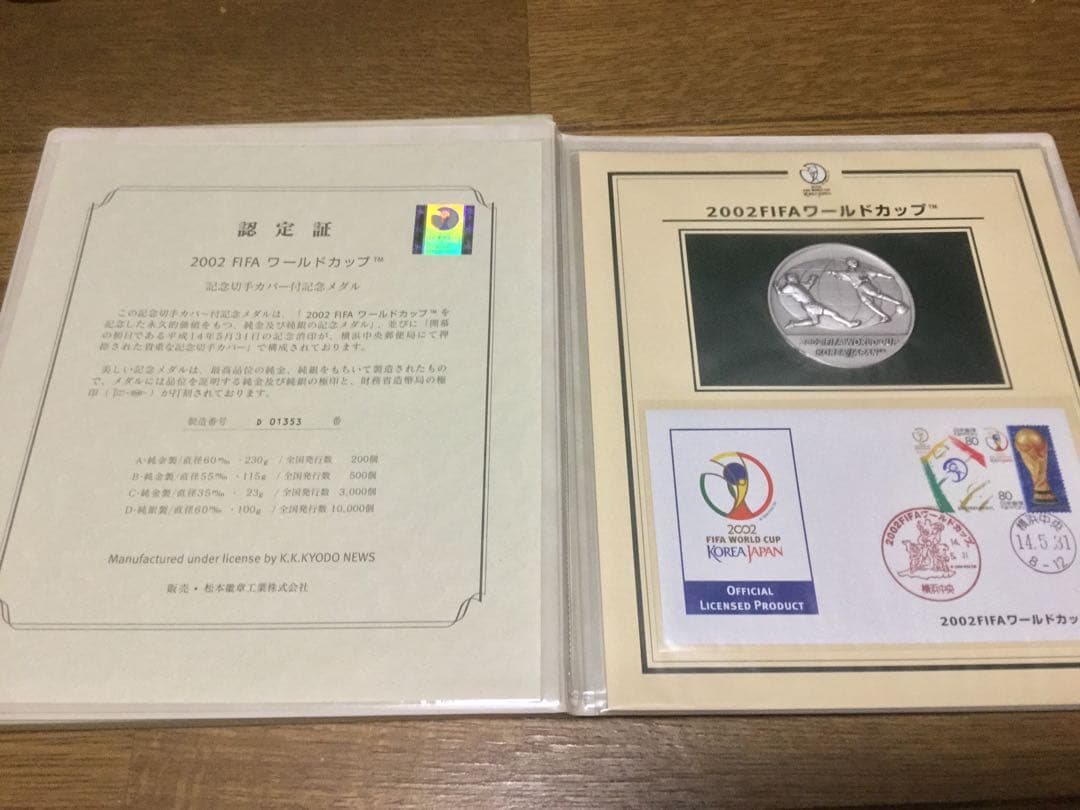 認定証
2002 FIFA ワールドカップ™
記念切手カバー付記念メダル
この記念切手カバー付記念メダルは、「2002 FIFA ワールドカップ™を
記念した永久的価値をもつ、純金及び純銀の記念メダル」、並びに「開幕
の初日である平成14年5月31日の記念消印が、横浜中央郵便局にて押
捺された貴重な記念切手カバー」で構成されております。
美しい記念メダルは、最高品位の純金、純銀をもちいて製造されたもの
で、メダルには品位を証明する純金及び純銀の極印と、財務省造幣局の極
印( )が打刻されております。
製造番号 D 01353 番
A・純金製/直径60m/m ・230g /全国発行数 200個
B・純金製/直径55m/m ・115g /全国発行数 500個
C・純金製/直径35m/m ・ 23g /全国発行数 3,000個
D・純銀製/直径60m/m ・100g /全国発行数 10,000個
Manufactured under license by K.K.KYODO NEWS
販売・松本徽章工業株式会社
2002 FIFA WORLD CUP
KOREA JAPAN
2002FIFAワールドカップ™
2002 FIFA WORLD CUP
KOREA/JAPAN
2002
FIFA WORLD CUP
KOREAJAPAN
OFFICIAL
LICENSED PRODUCT
日本郵便
80
80
日本郵便
2002FIFAワールドカップ
14.
5.31
横浜中央
横浜中央
14.5.31
8-12
2002FIFAワールドカッ